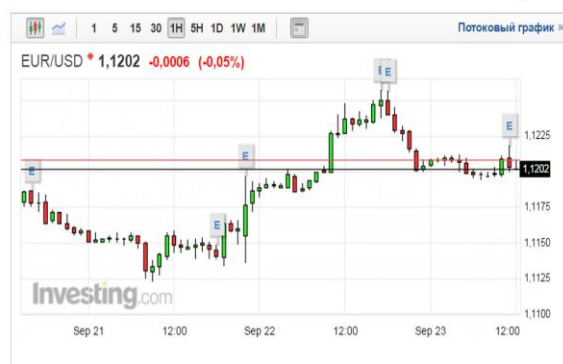 1 5 15 30 1H 5H 1D 1W 1M Потоковый график »
EUR/USD * 1,1202 -0,0006 (-0,05%)
E E
E
1,1225
E
E
1,1202
E
1,1175
1,1150
1,1125
Investing.com
1,1100
Sep 21 12:00 Sep 22 12:00 Sep 23 12:00